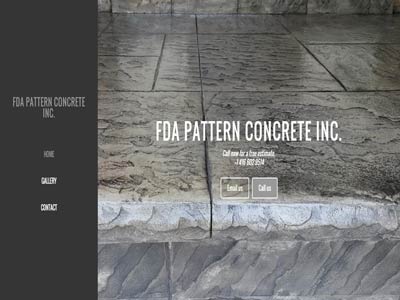 FDA PATTERN CONCRETE
INC.
HOME
GALLERY
CONTACT
FDA PATTERN CONCRETE INC.
Call now for a free estimate
Email us
Call us